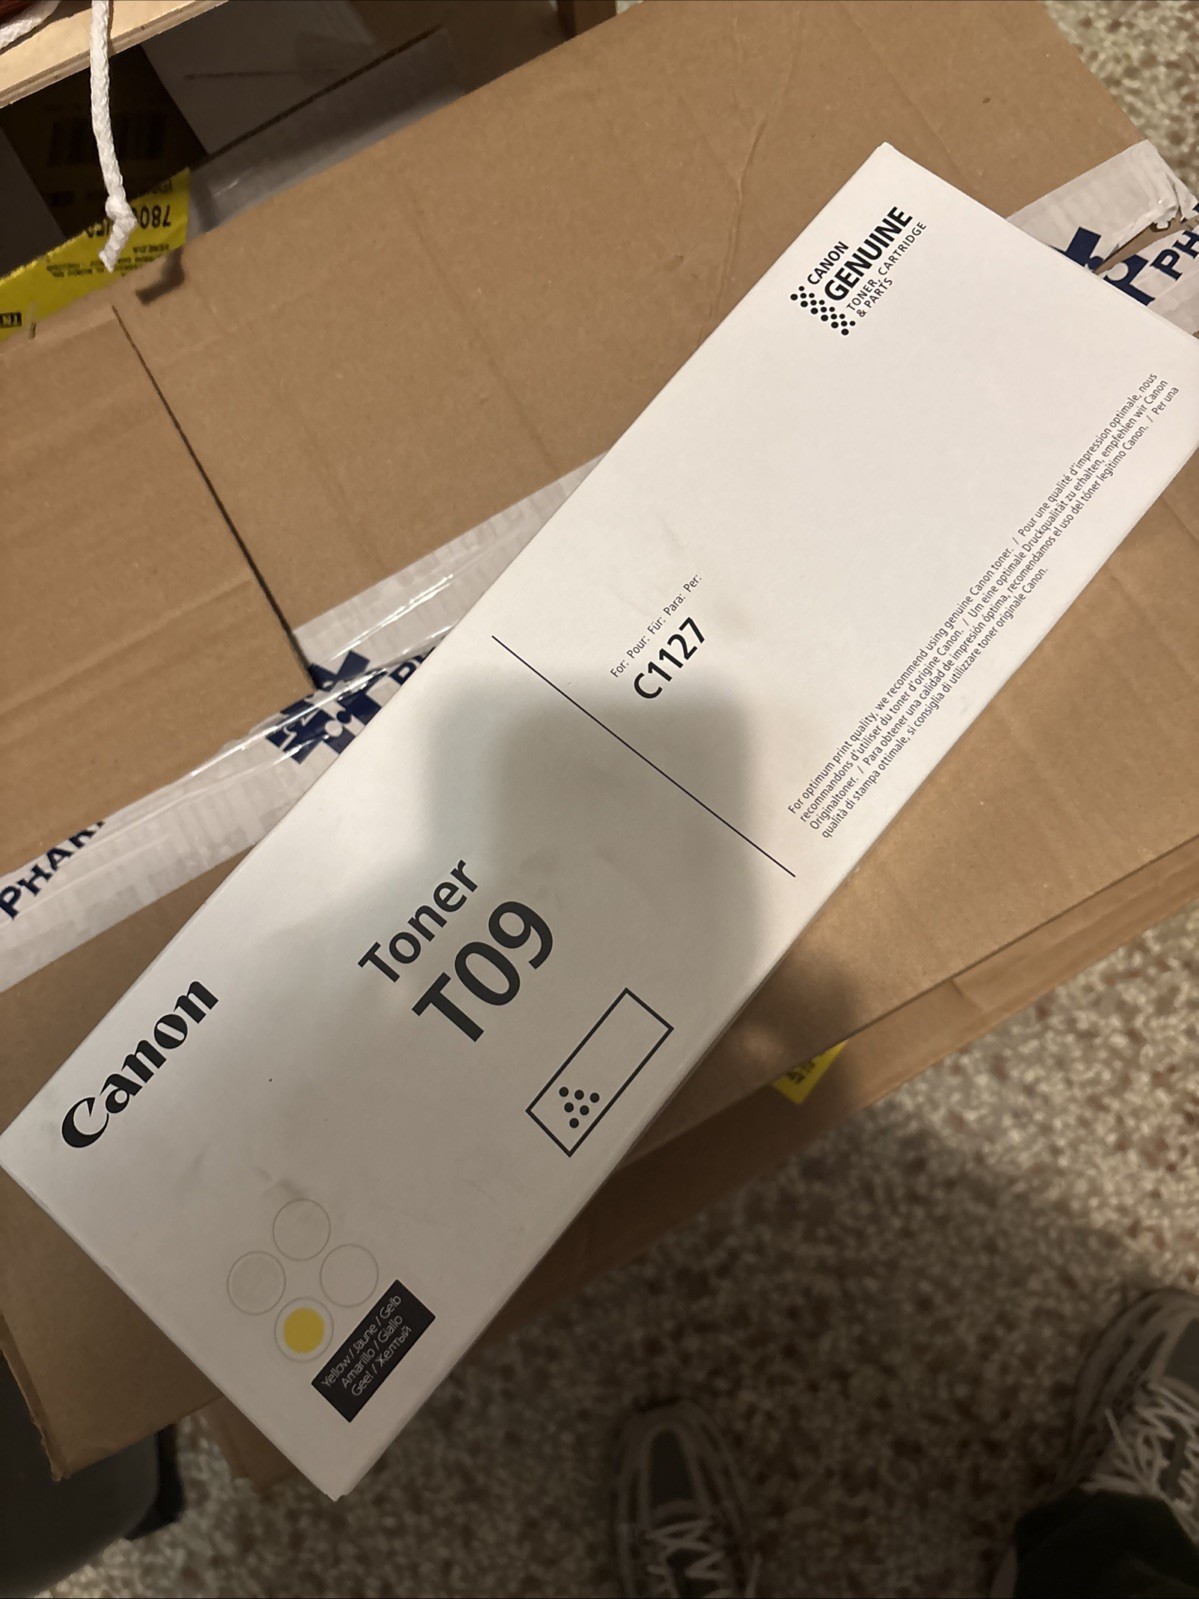 CANON
GENUINE
TONER, CARTRIDGE
& PARTS
For: Pour: Für: Para: Per:
C1127
For optimum print quality, we recommend using genuine Canon toner. / Pour une qualité d'impression optimale, nous
recommandons d'utiliser du toner d'origine Canon. / Um eine optimale Druckqualität zu erhalten, empfehlen wir Canon
Originaltoner. / Para obtener una calidad de impresión óptima, recomendamos el uso del tóner legítimo Canon. / Per una
qualità di stampa ottimale, si consiglia di utilizzare toner originale Canon.
Toner
T09
Canon
Yellow / Jaune / Gelb
Amarillo / Giallo
Geel / Желтый
PHAR
PH